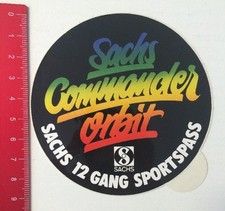 Sachs
Commander
Orbit
S
SACHS
SACHS 12 GANG SPORTSPASS